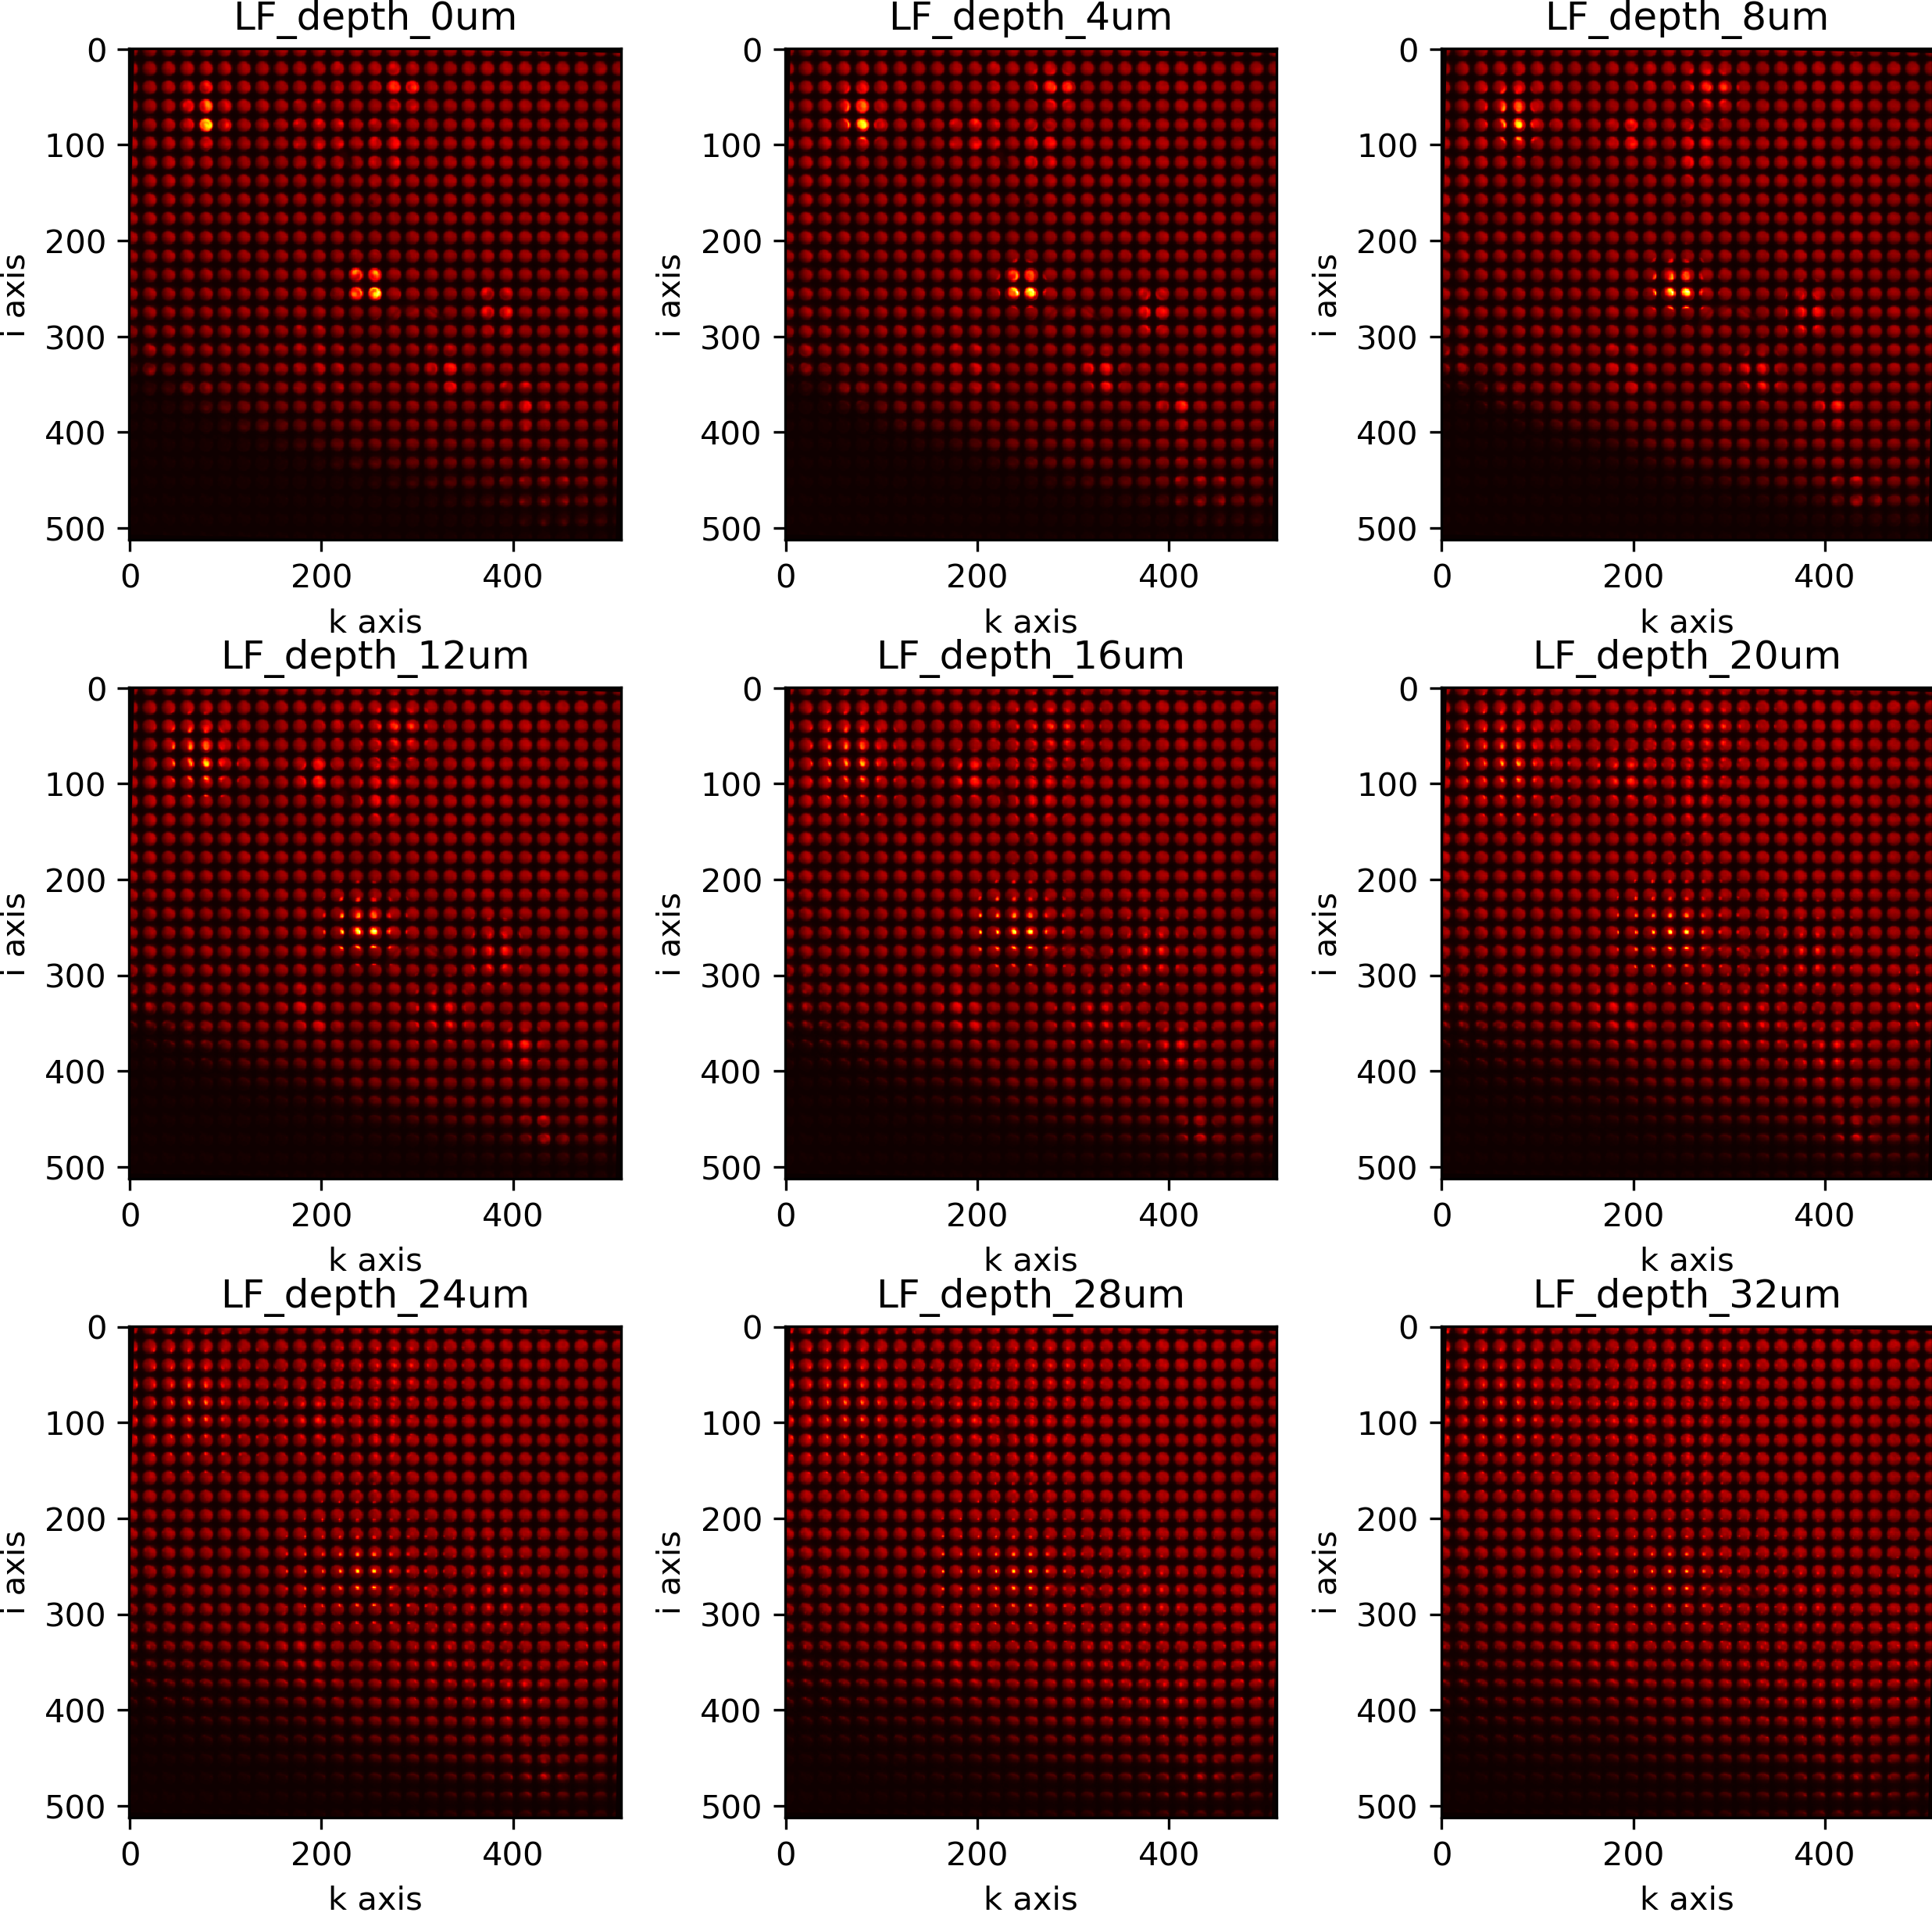 LF_depth_0um LF_depth_4um LF_depth_8um
0 0 0
100 100 100
200 200 200
i axis i axis i axis
300 300 300
400 400 400
500 500 500
0 200 400 0 200 400 0 200 400
k axis k axis k axis
LF_depth_12um LF_depth_16um LF_depth_20um
0 0 0
100 100 100
200 200 200
i axis i axis i axis
300 300 300
400 400 400
500 500 500
0 200 400 0 200 400 0 200 400
k axis k axis k axis
LF_depth_24um LF_depth_28um LF_depth_32um
0 0 0
100 100 100
200 200 200
i axis i axis i axis
300 300 300
400 400 400
500 500 500
0 200 400 0 200 400 0 200 400
k axis k axis k axis